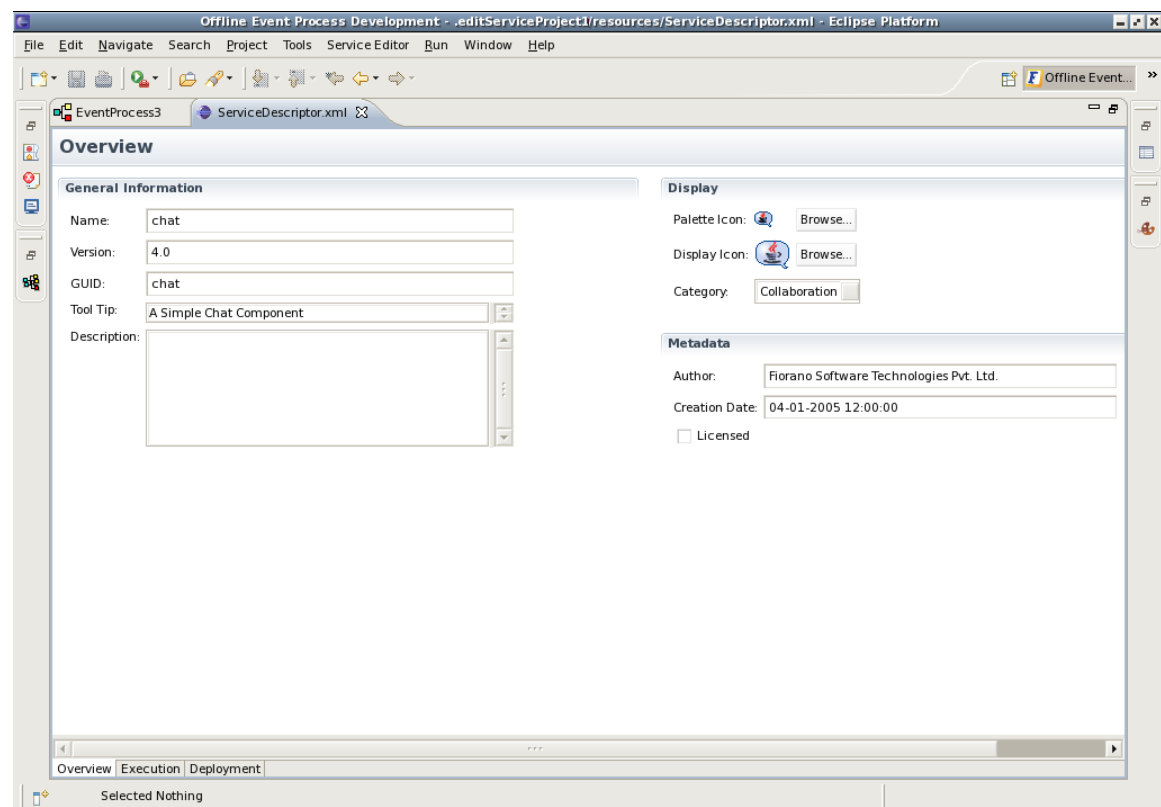 Offline Event Process Development - .editServiceProject1/resources/ServiceDescriptor.xml - Eclipse Platform
File Edit Navigate Search Project Tools Service Editor Run Window Help
Offline Event... »
EventProcess3 ServiceDescriptor.xml
Overview
General Information
Name: chat
Version: 4.0
GUID: chat
Tool Tip: A Simple Chat Component
Description:
Display
Palette Icon: Browse...
Display Icon: Browse...
Category: Collaboration
Metadata
Author: Fiorano Software Technologies Pvt. Ltd.
Creation Date: 04-01-2005 12:00:00
Licensed
Overview Execution Deployment
Selected Nothing